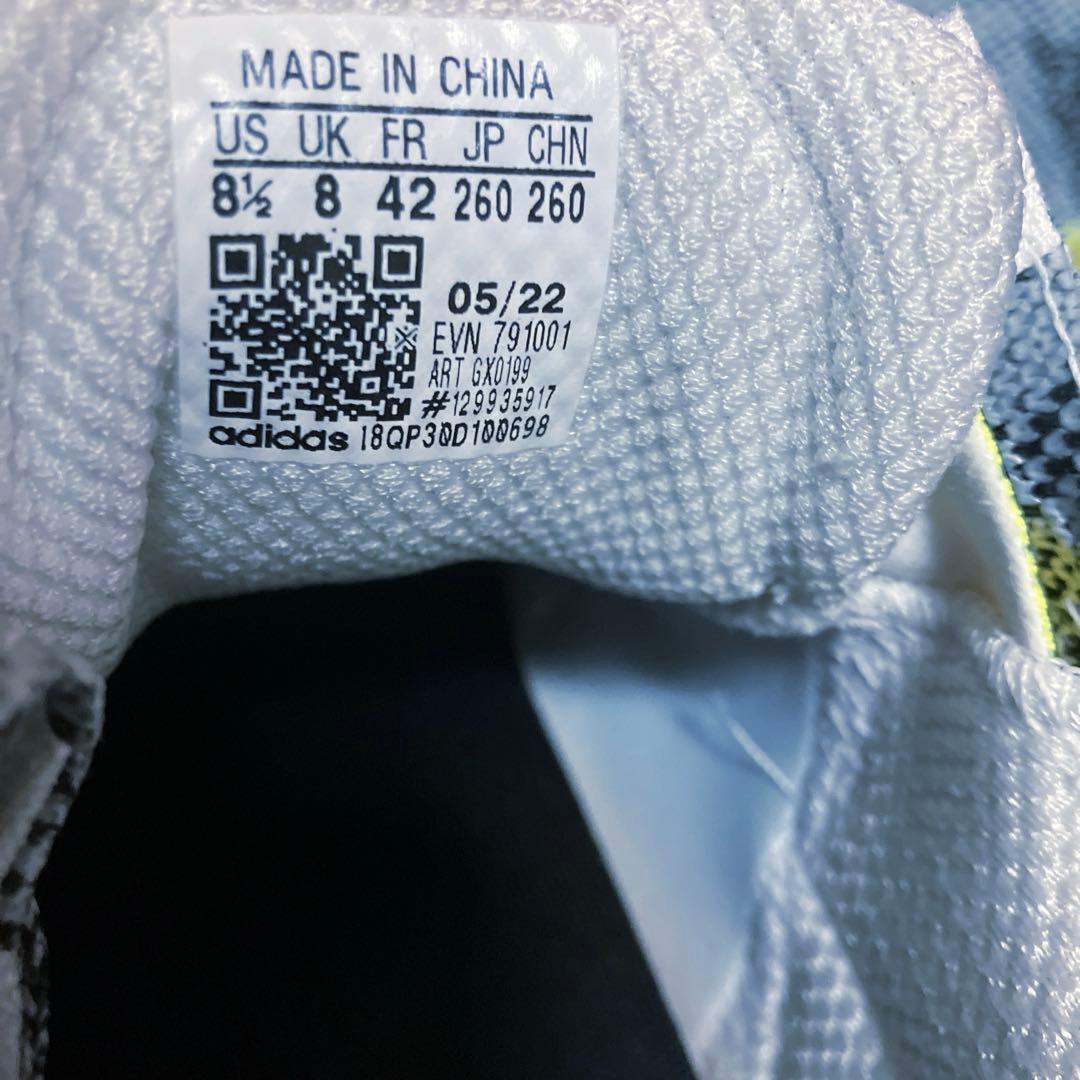 MADE IN CHINA
US UK FR JP CHN
8½ 8 42 260 260
05/22
EVN 791001
ART GX0199
#129935917
adidas 18QP30D100698